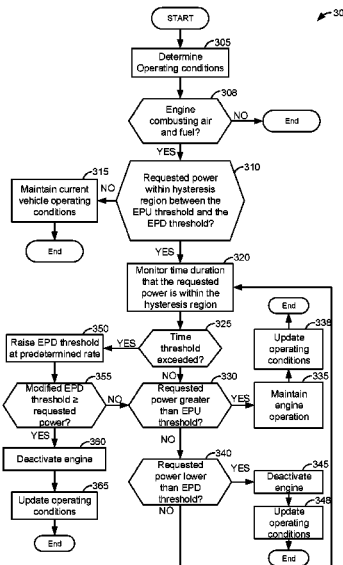 START
30
305
Determine
Operating conditions
308
Engine
combusting air
and fuel?
NO
End
YES
310
315
Requested power
within hysteresis
region between the
EPU threshold and the
EPD threshold?
NO
Maintain current
vehicle operating
conditions
End
YES
320
Monitor time duration
that the requested
power is within the
hysteresis region
End
338
Update
operating
conditions
350
Raise EPD threshold
at predetermined rate
325
Time
threshold
exceeded?
YES
NO
355
Modified EPD
threshold ≥
requested
power?
NO
330
Requested
power greater
than EPU
threshold?
YES
335
Maintain
engine
operation
YES
360
Deactivate engine
NO
340
Requested
power lower
than EPD
threshold?
YES
345
Deactivate
engine
365
Update operating
conditions
NO
348
Update
operating
conditions
End
End